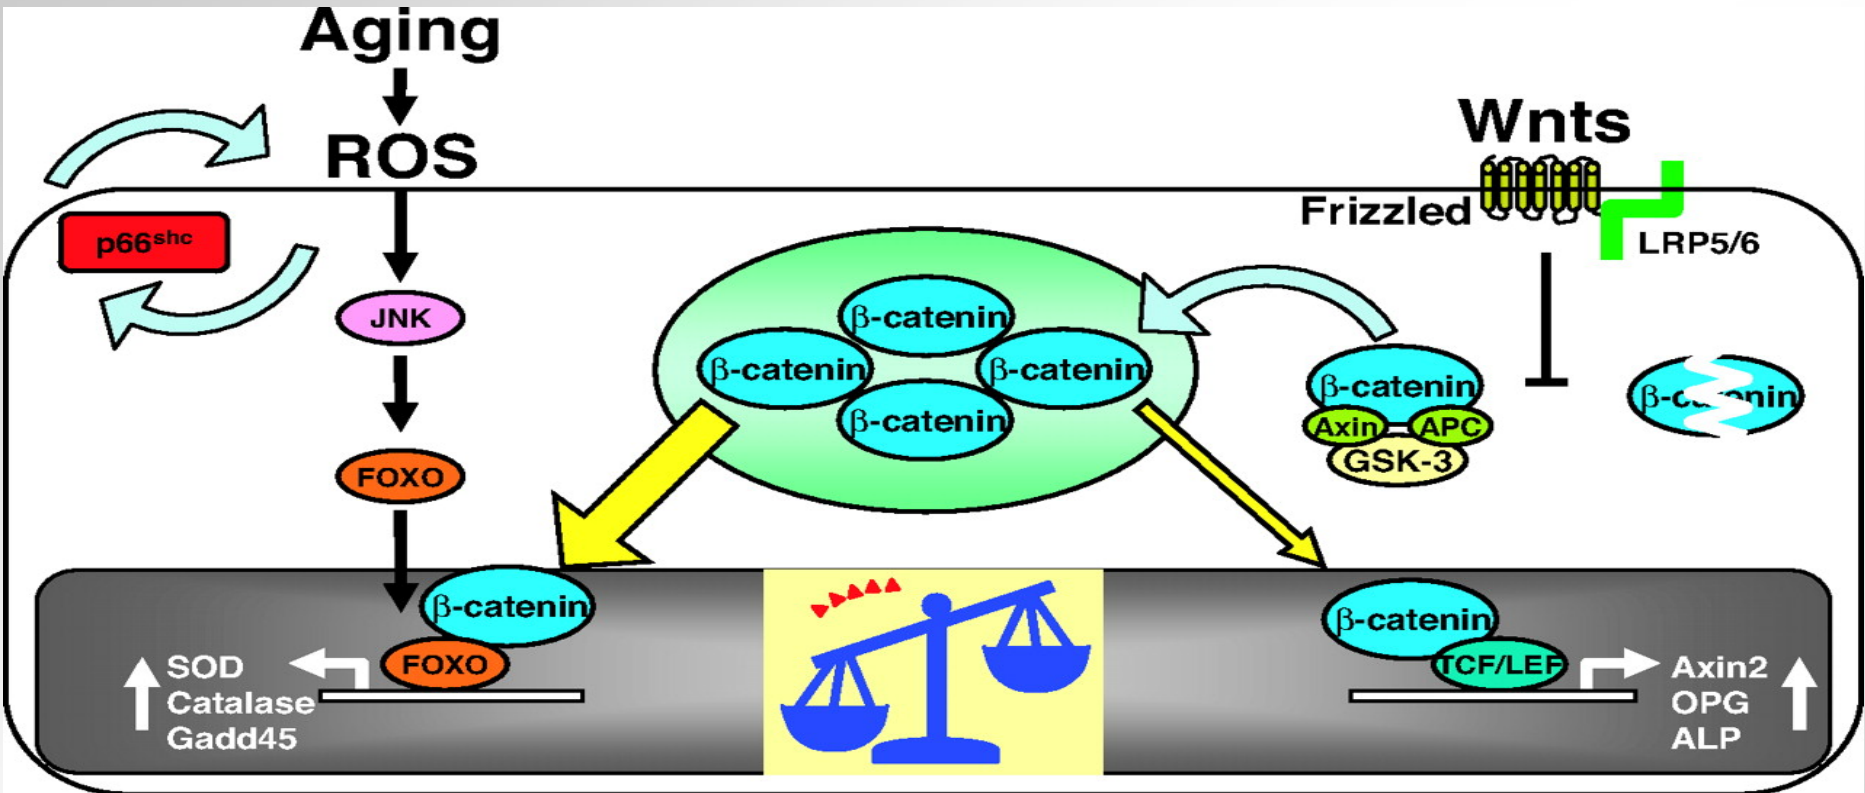 Aging
ROS
p66shc
JNK
FOXO
β-catenin
β-catenin
β-catenin
β-catenin
Wnts
Frizzled
LRP5/6
β-catenin
Axin
APC
GSK-3
β-catenin
β-catenin
FOXO
SOD
Catalase
Gadd45
β-catenin
TCF/LEF
Axin2
OPG
ALP